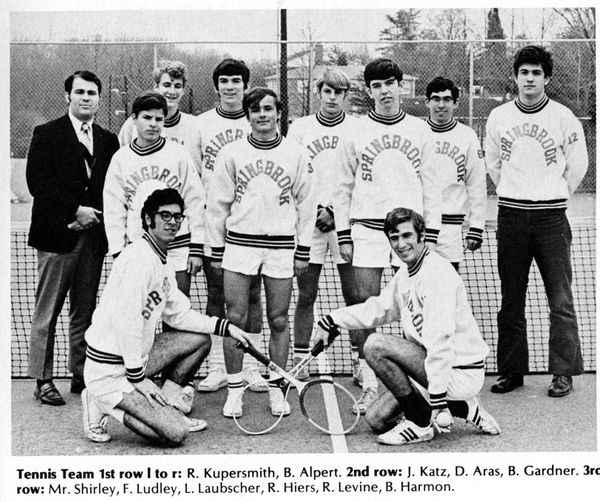 SPRINGBROOK
SPRINGBROOK
SPRINGBROOK
SPRINGBROOK
12
Tennis Team 1st row l to r: R. Kupersmith, B. Alpert. 2nd row: J. Katz, D. Aras, B. Gardner. 3rd
row: Mr. Shirley, F. Ludley, L. Laubscher, R. Hiers, R. Levine, B. Harmon.